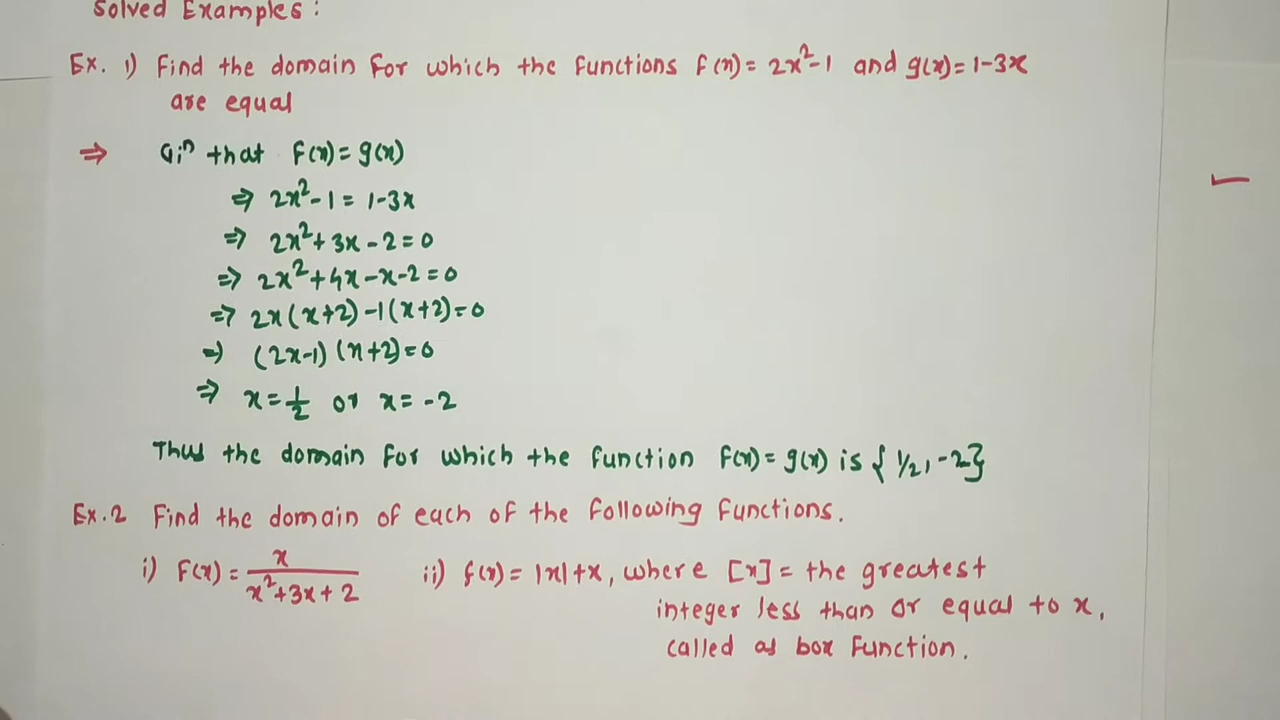 Solved Examples :
Ex. 1) Find the domain for which the functions f(x) = 2x²-1 and g(x) = 1-3x
are equal
⇒ Giⁿ that f(x) = g(x)
⇒ 2x²-1 = 1-3x
⇒ 2x²+3x-2=0
⇒ 2x²+4x-x-2=0
⇒ 2x(x+2)-1(x+2)=0
⇒ (2x-1)(x+2)=0
⇒ x=1/2 or x=-2
Thus the domain for which the function f(x) = g(x) is {1/2, -2}
Ex.2 Find the domain of each of the following functions.
i) f(x) = x/(x²+3x+2) ii) f(x) = |x|+x, where [x] = the greatest
integer less than or equal to x,
called as box function.